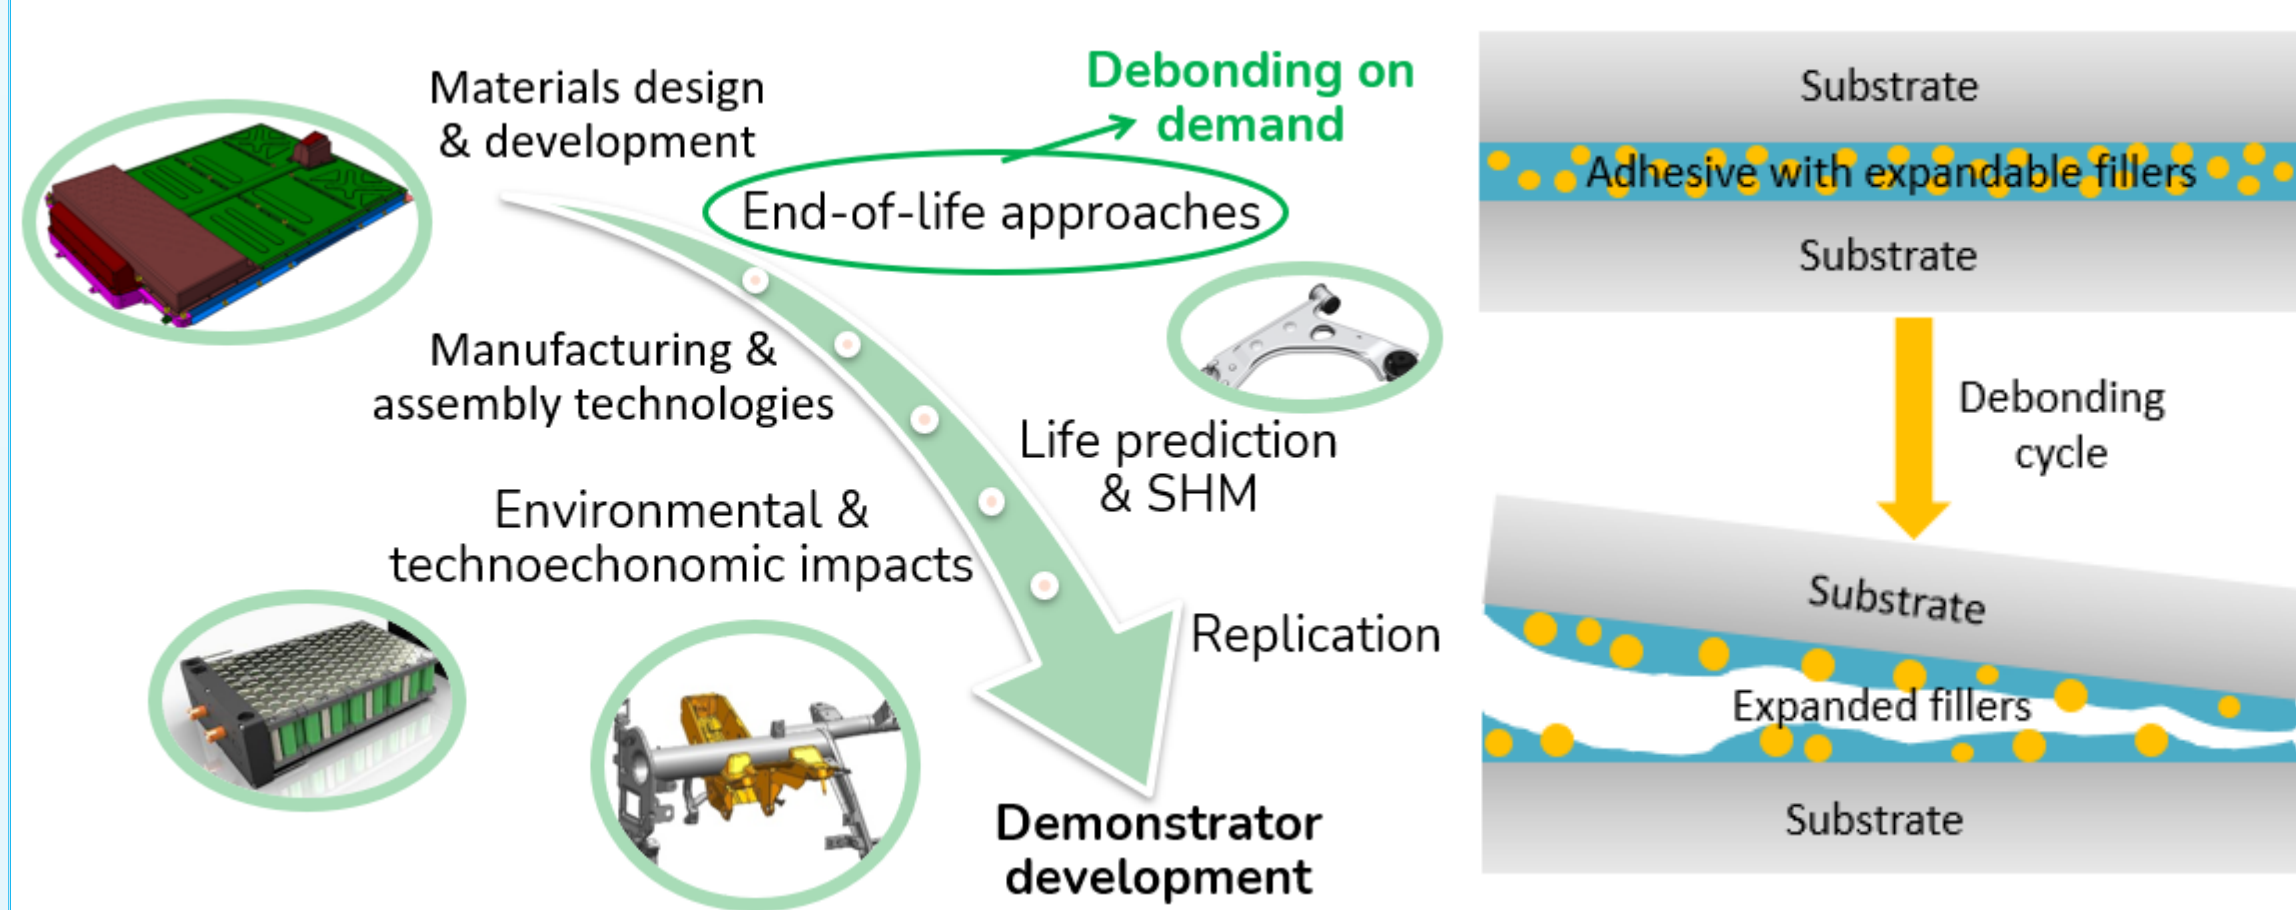 Materials design
& development
Debonding on
demand
End-of-life approaches
Manufacturing &
assembly technologies
Life prediction
& SHM
Environmental &
technoechonomic impacts
Replication
Demonstrator
development
Substrate
Adhesive with expandable fillers
Substrate
Debonding
cycle
Substrate
Expanded fillers
Substrate